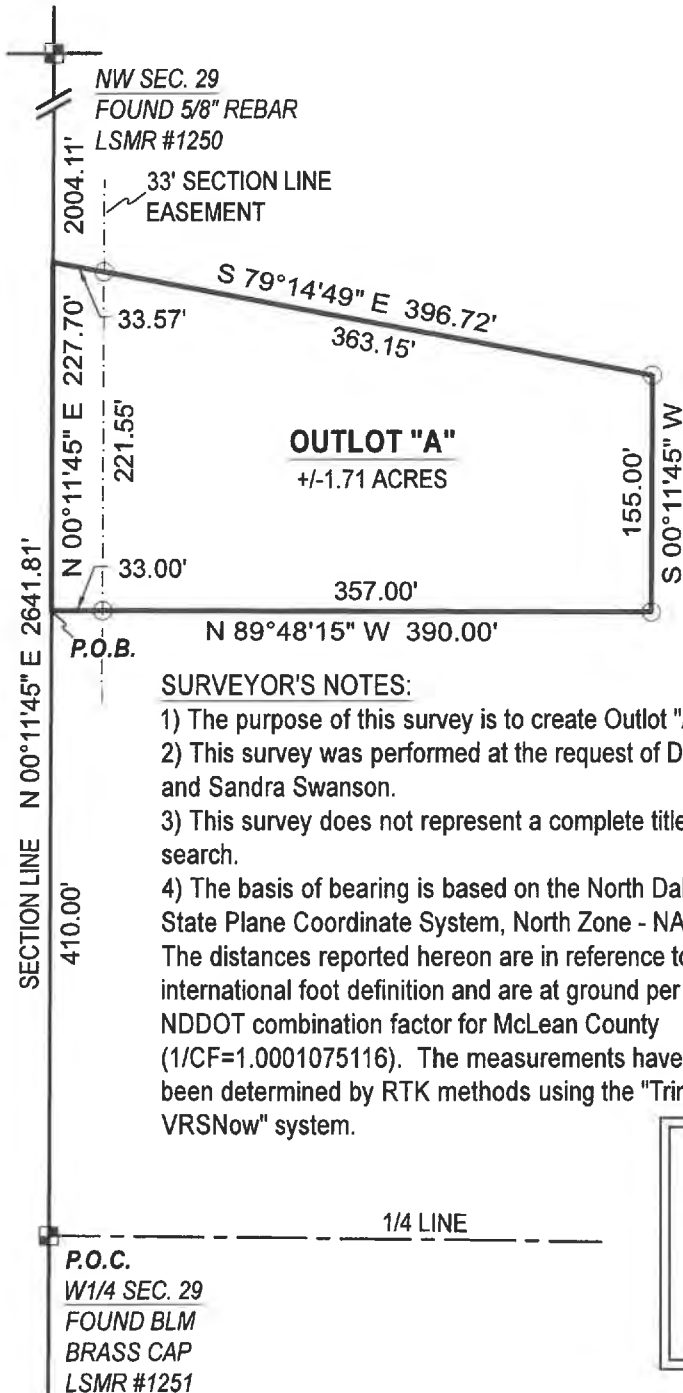 NW SEC. 29
FOUND 5/8" REBAR
LSMR #1250
2004.11'
33' SECTION LINE
EASEMENT
S 79°14'49" E 396.72'
33.57'
363.15'
N 00°11'45" E 227.70'
221.55'
OUTLOT "A"
+/-1.71 ACRES
155.00'
S 00°11'45" W
33.00'
357.00'
N 89°48'15" W 390.00'
P.O.B.
SECTION LINE N 00°11'45" E 2641.81'
410.00'
SURVEYOR'S NOTES:
1) The purpose of this survey is to create Outlot
2) This survey was performed at the request of
and Sandra Swanson.
3) This survey does not represent a complete title
search.
4) The basis of bearing is based on the North
State Plane Coordinate System, North Zone -
The distances reported hereon are in reference to
international foot definition and are at ground per
NDDOT combination factor for McLean County
(1/CF=1.0001075116). The measurements have
been determined by RTK methods using the
VRSNow" system.
1/4 LINE
P.O.C.
W1/4 SEC. 29
FOUND BLM
BRASS CAP
LSMR #1251